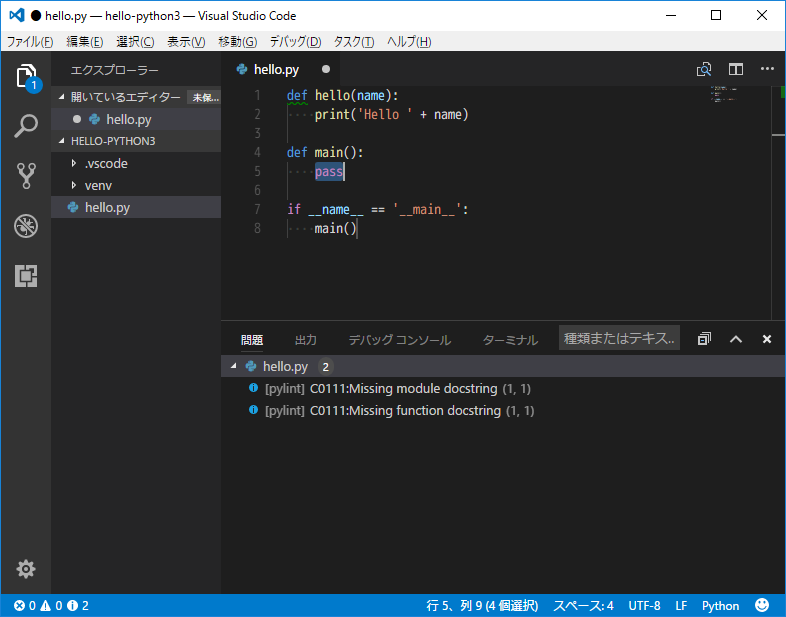 ● hello.py — hello-python3 — Visual Studio Code
ファイル(F) 編集(E) 選択(C) 表示(V) 移動(G) デバッグ(D) タスク(T) ヘルプ(H)
1
エクスプローラー
開いているエディター 未保...
● hello.py
HELLO-PYTHON3
.vscode
venv
hello.py
hello.py ●
1 def hello(name):
2 ····print('Hello ' + name)
3
4 def main():
5 ····pass
6
7 if __name__ == '__main__':
8 ····main()
問題 出力 デバッグ コンソール ターミナル 種類またはテキス..
hello.py 2
[pylint] C0111:Missing module docstring (1, 1)
[pylint] C0111:Missing function docstring (1, 1)
0 0 2 行 5、列 9 (4 個選択) スペース: 4 UTF-8 LF Python